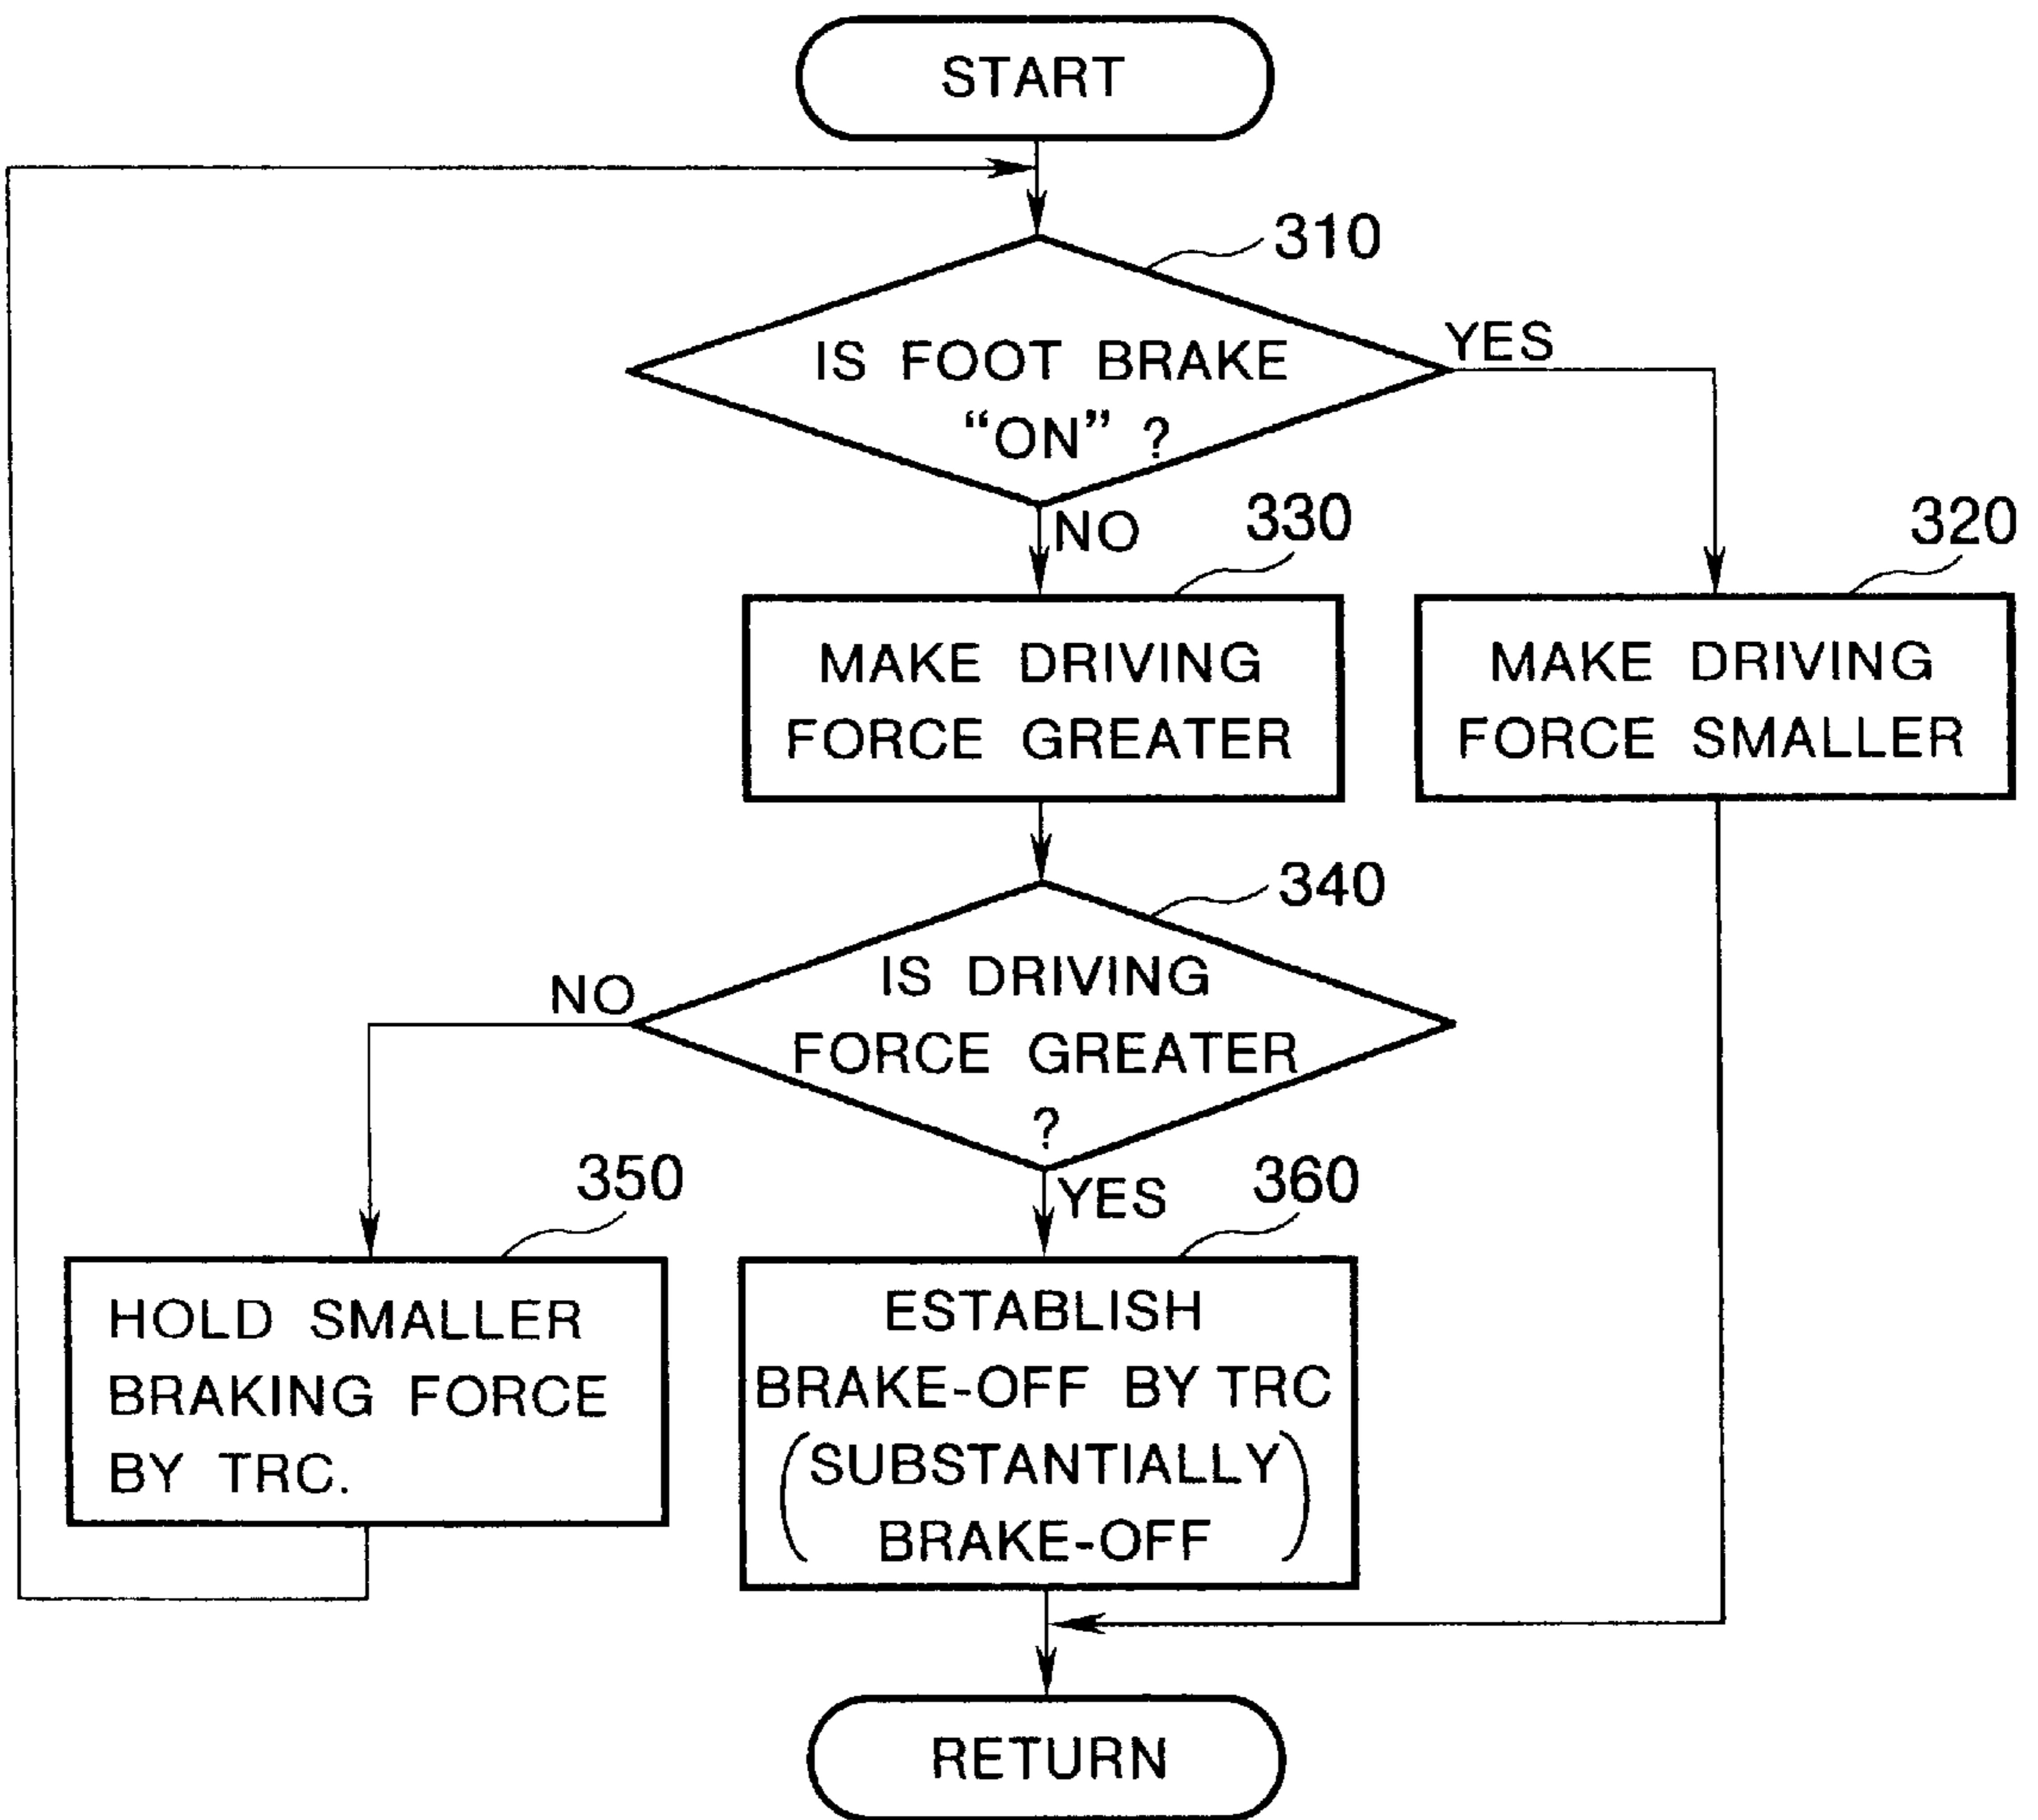 START
310
IS FOOT BRAKE
“ON” ?
YES
NO
330
320
MAKE DRIVING
FORCE GREATER
MAKE DRIVING
FORCE SMALLER
340
IS DRIVING
FORCE GREATER
?
NO
YES
350
360
HOLD SMALLER
BRAKING FORCE
BY TRC.
ESTABLISH
BRAKE-OFF BY TRC
(SUBSTANTIALLY
BRAKE-OFF)
RETURN